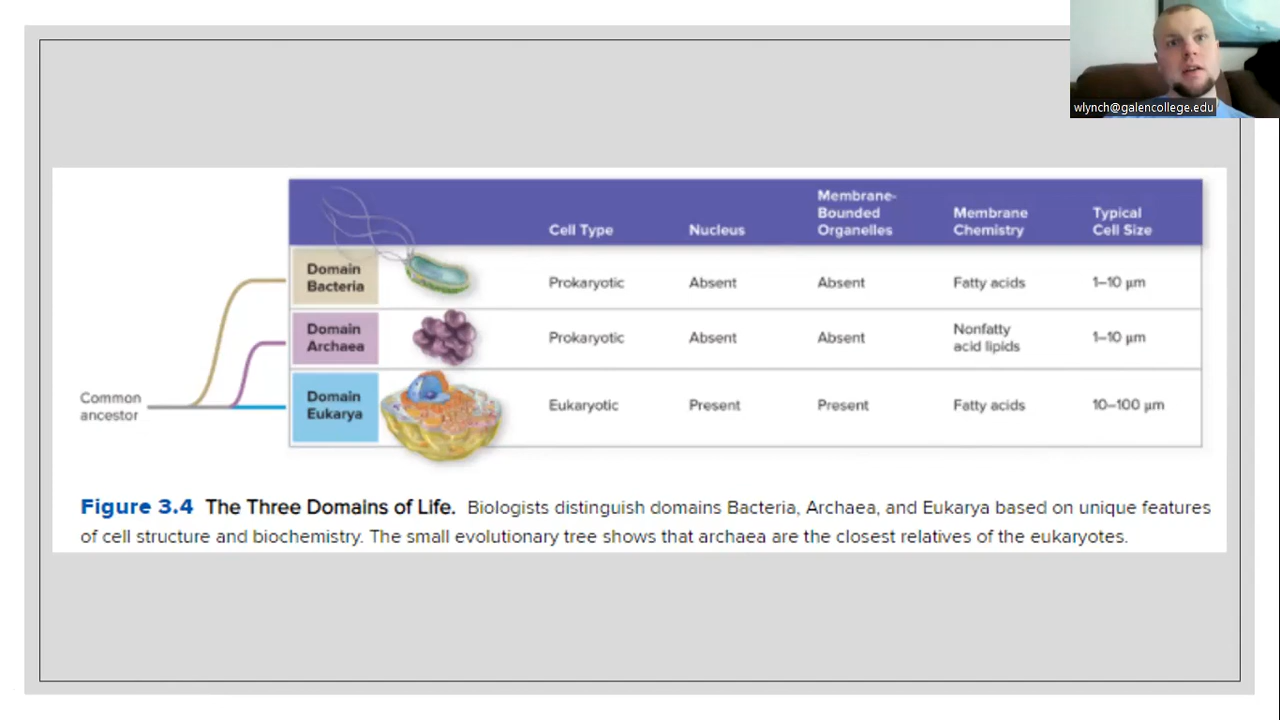 wlynch@galencollege.edu
Cell Type
Nucleus
Membrane-
Bounded
Organelles
Membrane
Chemistry
Typical
Cell Size
Domain
Bacteria
Prokaryotic
Absent
Absent
Fatty acids
1–10 µm
Domain
Archaea
Prokaryotic
Absent
Absent
Nonfatty
acid lipids
1–10 µm
Common
ancestor
Domain
Eukarya
Eukaryotic
Present
Present
Fatty acids
10–100 µm
Figure 3.4 The Three Domains of Life. Biologists distinguish domains Bacteria, Archaea, and Eukarya based on unique features
of cell structure and biochemistry. The small evolutionary tree shows that archaea are the closest relatives of the eukaryotes.